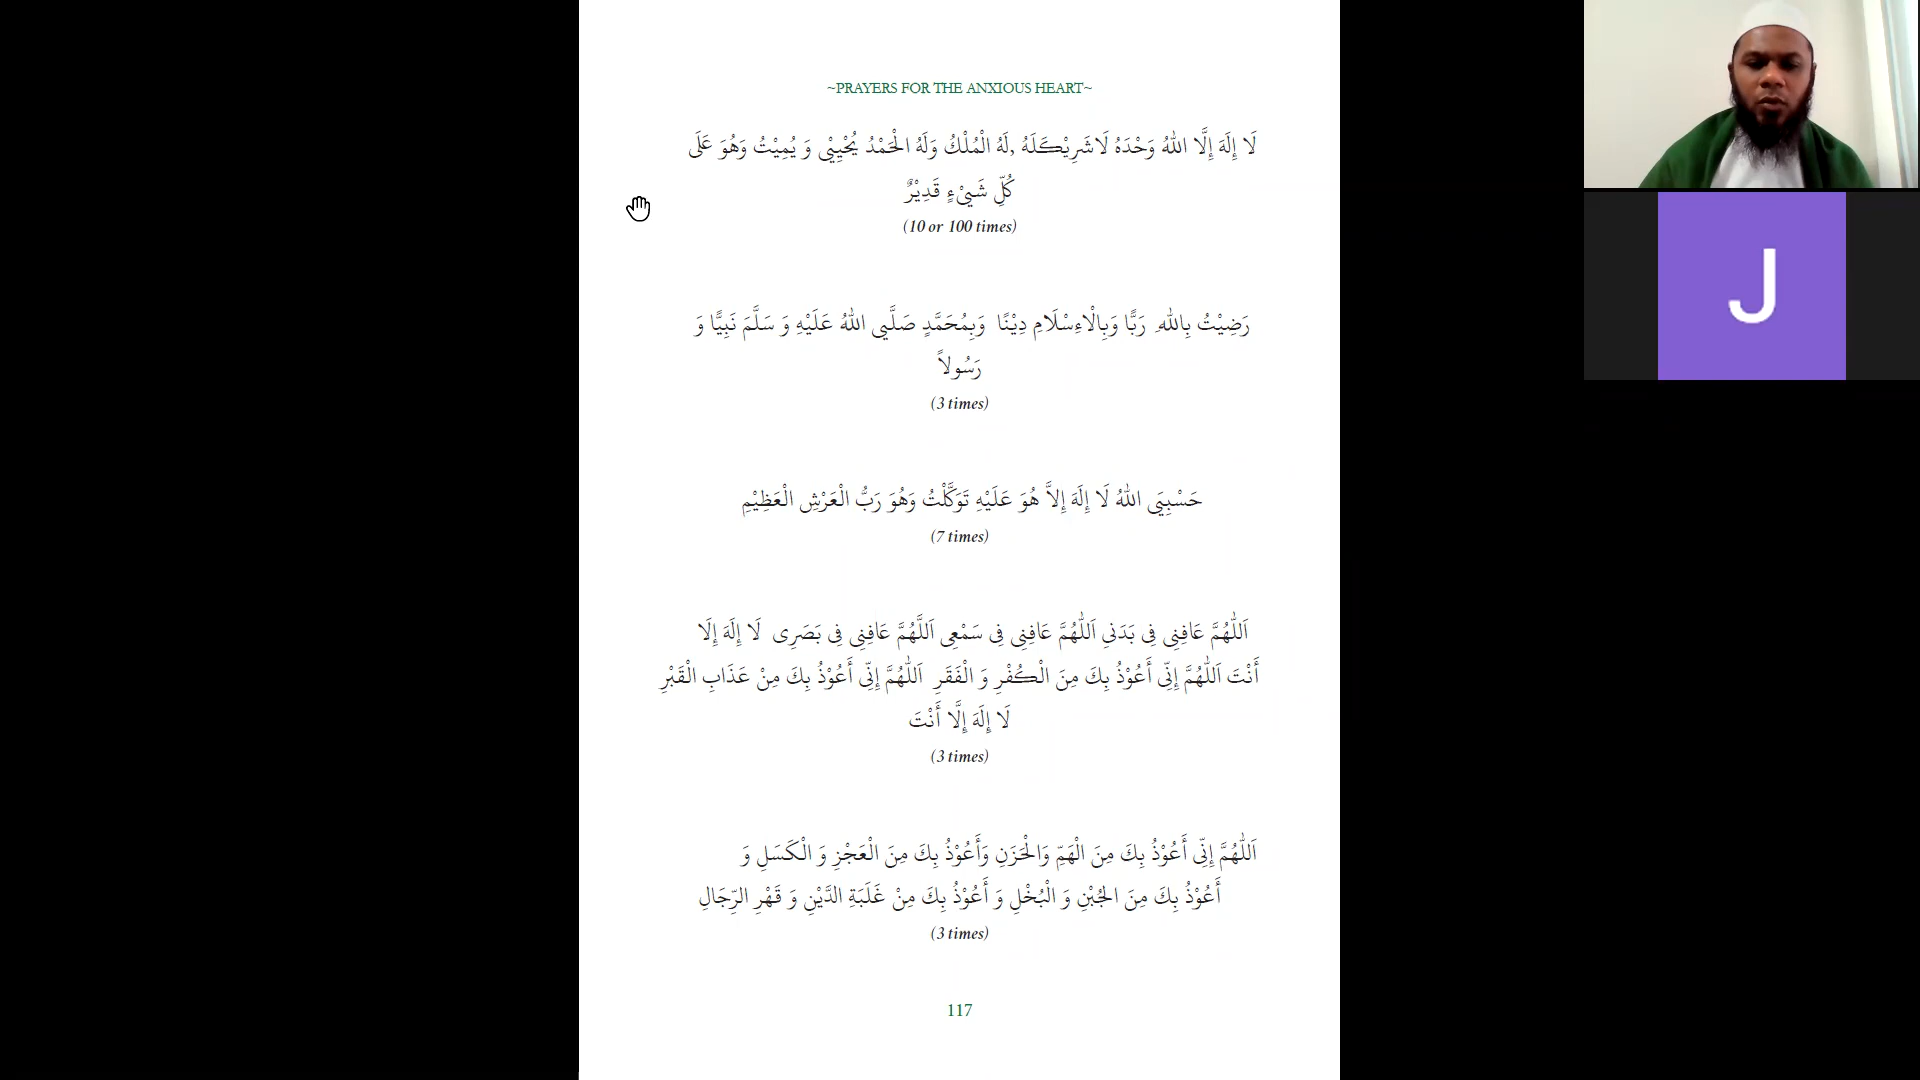 ~PRAYERS FOR THE ANXIOUS HEART~
لَا إِلَهَ إِلَّا اللهُ وَحْدَهُ لَاشَرِيْكَلَهُ ,لَهُ الْمُلْكُ وَلَهُ الْحَمْدُ يُحْيِيْ وَ يُمِيْتُ وَهُوَ عَلَى
كُلِّ شَيْءٍ قَدِيْرٌ
(10 or 100 times)
رَضِيْتُ بِاللهِ رَبًّا وَبِالْاءِسْلَامِ دِيْنًا وَبِمُحَمَّدٍ صَلَّىي اللهُ عَلَيْهِ وَ سَلَّمَ نَبِيًّا وَ
رَسُولاً
(3 times)
حَسْبِيَى اللهُ لَا إِلَهَ إِلاَّ هُوَ عَلَيْهِ تَوَكَّلْتُ وَهُوَ رَبُّ الْعَرْشِ الْعَظِيْمِ
(7 times)
اَللّٰهُمَّ عَافِنِى فِى بَدَنِي اَللّٰهُمَّ عَافِنِى فِى سَمْعِى اَللَّهُمَّ عَافِنِى فِى بَصَرِى لَا إِلَهَ إِلَا
أَنْتَ اَللّٰهُمَّ إِنِّى أَعُوْذُ بِكَ مِنَ الْكُفْرِ وَ الْفَقَرِ اَللّٰهُمَّ إِنِّى أَعُوْذُ بِكَ مِنْ عَذَابِ الْقَبْرِ
لَا إِلَهَ إِلَّا أَنْتَ
(3 times)
اَللّٰهُمَّ إِنِّى أَعُوْذُ بِكَ مِنَ الْهَمِّ وَالْحَزَنِ وَأَعُوْذُ بِكَ مِنَ الْعَجْزِ وَ الْكَسَلِ وَ
أَعُوْذُ بِكَ مِنَ الْجُبْنِ وَ الْبُخْلِ وَ أَعُوْذُ بِكَ مِنْ غَلَبَةِ الدَّيْنِ وَ قَهْرِ الرِّجَالِ
(3 times)
117
J